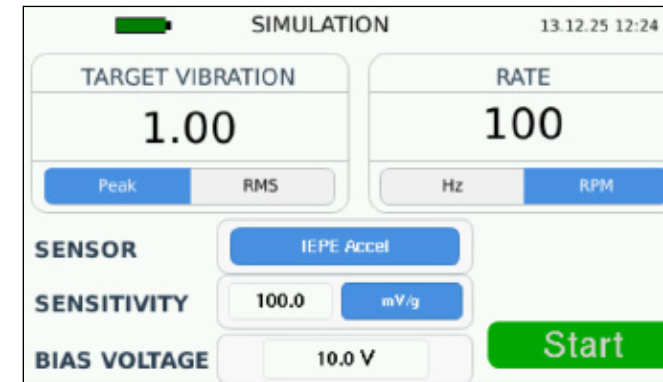 SIMULATION 13.12.25 12:24
TARGET VIBRATION RATE
1.00 100
Peak RMS Hz RPM
SENSOR IEPE Accel
SENSITIVITY 100.0 mV/g
BIAS VOLTAGE 10.0 V Start